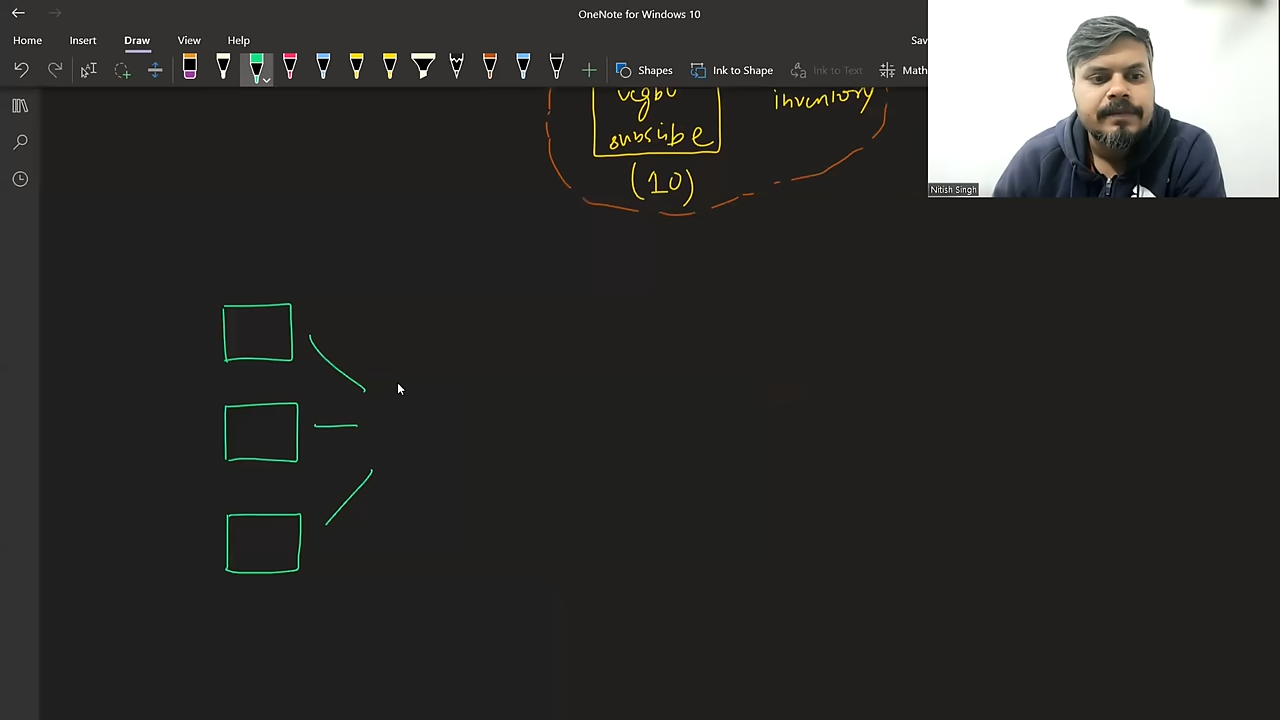 OneNote for Windows 10
Home Insert Draw View Help
Shapes Ink to Shape Ink to Text Math
inventory
subscibe
(10)
Nitish Singh